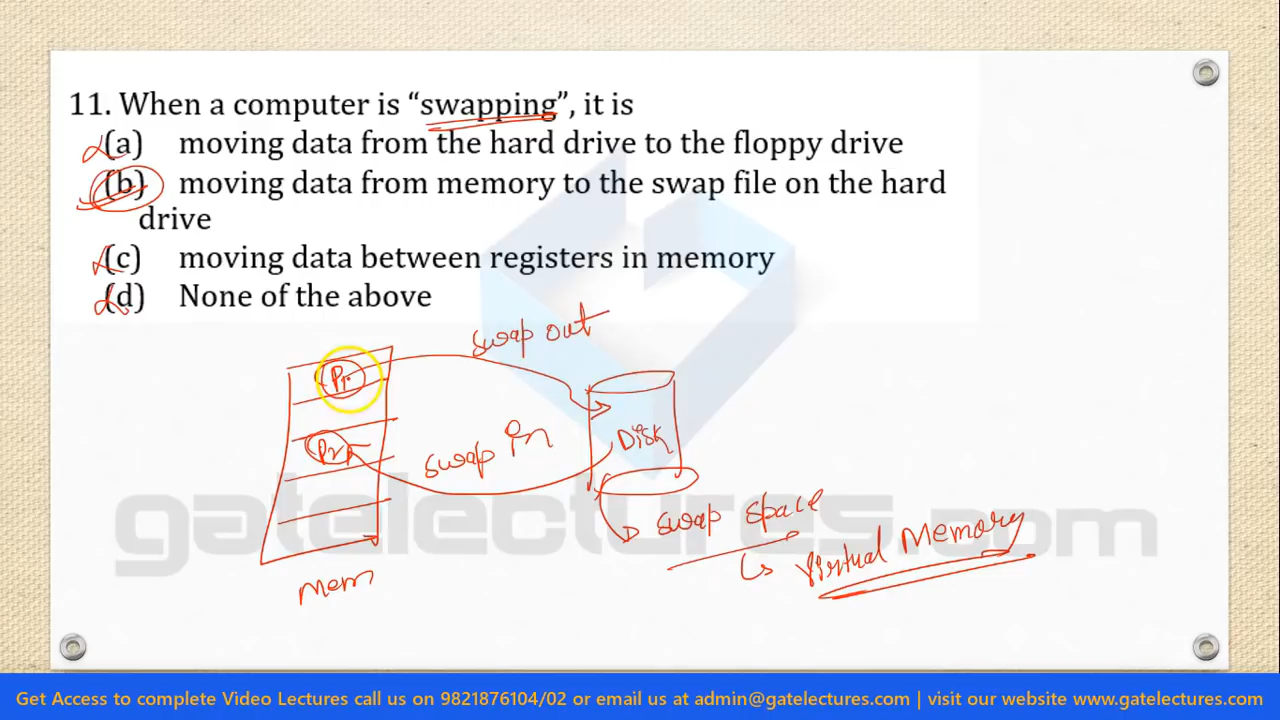 11. When a computer is “swapping”, it is
(a) moving data from the hard drive to the floppy drive
(b) moving data from memory to the swap file on the hard
drive
(c) moving data between registers in memory
(d) None of the above
swap out
Pr
Disk
swap in
Pr
swap space
Virtual Memory
Mem
gatelectures.com
Get Access to complete Video Lectures call us on 9821876104/02 or email us at admin@gatelectures.com | visit our website www.gatelectures.com